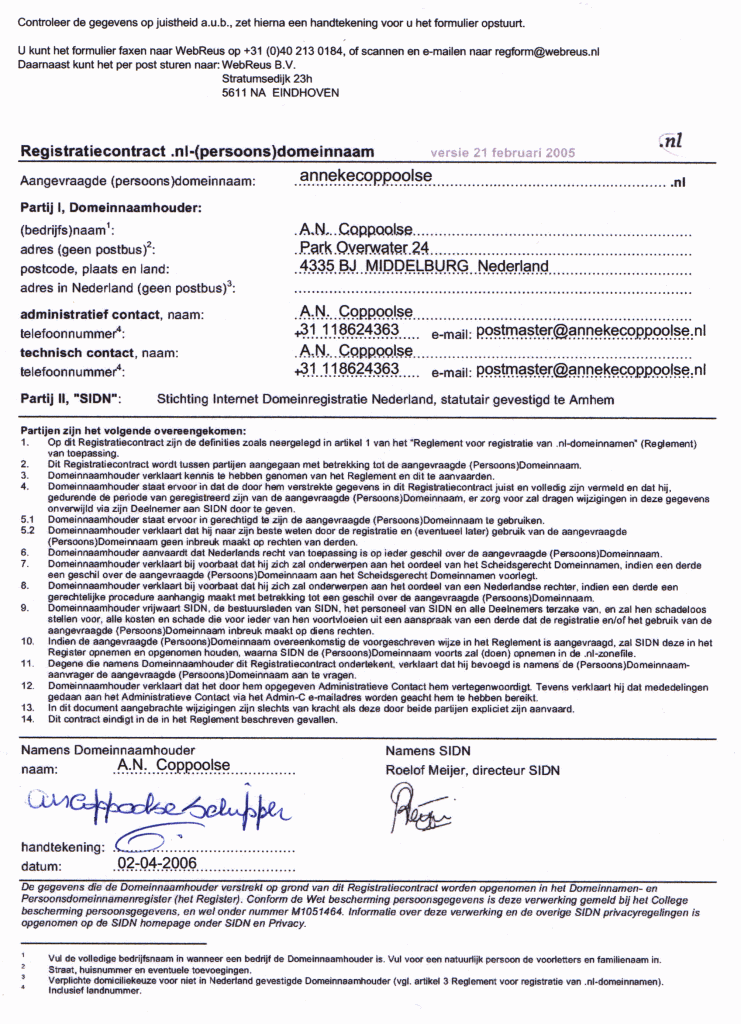 Controleer de gegevens op juistheid a.u.b., zet hierna een handtekening voor u het formulier opstuurt.
U kunt het formulier faxen naar WebReus op +31 (0)40 213 0184, of scannen en e-mailen naar regform@webreus.nl
Daarnaast kunt het per post sturen naar: WebReus B.V.
Stratumsedijk 23h
5611 NA EINDHOVEN
.nl
Registratiecontract .nl-(persoons)domeinnaam versie 21 februari 2005
Aangevraagde (persoons)domeinnaam: annekecoppoolse .nl
Partij I, Domeinnaamhouder:
(bedrijfs)naam1: A.N. Coppoolse
adres (geen postbus)2: Park Overwater 24
postcode, plaats en land: 4335 BJ MIDDELBURG Nederland
adres in Nederland (geen postbus)3:
administratief contact, naam: A.N. Coppoolse
telefoonnummer4: +31 118624363 e-mail: postmaster@annekecoppoolse.nl
technisch contact, naam: A.N. Coppoolse
telefoonnummer4: +31 118624363 e-mail: postmaster@annekecoppoolse.nl
Partij II, "SIDN": Stichting Internet Domeinregistratie Nederland, statutair gevestigd te Arnhem
Partijen zijn het volgende overeengekomen:
1. Op dit Registratiecontract zijn de definities zoals neergelegd in artikel 1 van het "Reglement voor registratie van .nl-domeinnamen" (Reglement)
van toepassing.
2. Dit Registratiecontract wordt tussen partijen aangegaan met betrekking tot de aangevraagde (Persoons)Domeinnaam.
3. Domeinnaamhouder verklaart kennis te hebben genomen van het Reglement en dit te aanvaarden.
4. Domeinnaamhouder staat ervoor in dat de door hem verstrekte gegevens in dit Registratiecontract juist en volledig zijn vermeld en dat hij,
gedurende de periode van geregistreerd zijn van de aangevraagde (Persoons)Domeinnaam, er zorg voor zal dragen wijzigingen in deze gegevens
onverwijld via zijn Deelnemer aan SIDN door te geven.
5.1 Domeinnaamhouder staat ervoor in gerechtigd te zijn de aangevraagde (Persoons)Domeinnaam te gebruiken.
5.2 Domeinnaamhouder verklaart dat hij naar zijn beste weten door de registratie en (eventueel later) gebruik van de aangevraagde
(Persoons)Domeinnaam geen inbreuk maakt op rechten van derden.
6. Domeinnaamhouder aanvaardt dat Nederlands recht van toepassing is op ieder geschil over de aangevraagde (Persoons)Domeinnaam.
7. Domeinnaamhouder verklaart bij voorbaat dat hij zich zal onderwerpen aan het oordeel van het Scheidsgerecht Domeinnamen, indien een derde
een geschil over de aangevraagde (Persoons)Domeinnaam aan het Scheidsgerecht Domeinnamen voorlegt.
8. Domeinnaamhouder verklaart bij voorbaat dat hij zich zal onderwerpen aan het oordeel van een Nederlandse rechter, indien een derde een
gerechtelijke procedure aanhangig maakt met betrekking tot een geschil over de aangevraagde (Persoons)Domeinnaam.
9. Domeinnaamhouder vrijwaart SIDN, de bestuursleden van SIDN, het personeel van SIDN en alle Deelnemers terzake van, en zal hen schadeloos
stellen voor, alle kosten en schade die voor ieder van hen voortvloeien uit een aanspraak van een derde dat de registratie en/of het gebruik van de
aangevraagde (Persoons)Domeinnaam inbreuk maakt op diens rechten.
10. Indien de aangevraagde (Persoons)Domeinnaam overeenkomstig de voorgeschreven wijze in het Reglement is aangevraagd, zal SIDN deze in het
Register opnemen en opgenomen houden, waarna SIDN de (Persoons)Domeinnaam voorts zal (doen) opnemen in de .nl-zonefile.
11. Degene die namens Domeinnaamhouder dit Registratiecontract ondertekent, verklaart dat hij bevoegd is namens de (Persoons)Domeinnaam-
aanvrager de aangevraagde (Persoons)Domeinnaam aan te vragen.
12. Domeinnaamhouder verklaart dat het door hem opgegeven Administratieve Contact hem vertegenwoordigt. Tevens verklaart hij dat mededelingen
gedaan aan het Administratieve Contact via het Admin-C e-mailadres worden geacht hem te hebben bereikt.
13. In dit document aangebrachte wijzigingen zijn slechts van kracht als deze door beide partijen expliciet zijn aanvaard.
14. Dit contract eindigt in de in het Reglement beschreven gevallen.
Namens Domeinnaamhouder Namens SIDN
naam: A.N. Coppoolse Roelof Meijer, directeur SIDN
ANCoppoolse Schipper
handtekening:
datum: 02-04-2006
De gegevens die de Domeinnaamhouder verstrekt op grond van dit Registratiecontract worden opgenomen in het Domeinnamen- en
Persoonsdomeinnamenregister (het Register). Conform de Wet bescherming persoonsgegevens is deze verwerking gemeld bij het College
bescherming persoonsgegevens, en wel onder nummer M1051464. Informatie over deze verwerking en de overige SIDN privacyregelingen is
opgenomen op de SIDN homepage onder SIDN en Privacy.
1 Vul de volledige bedrijfsnaam in wanneer een bedrijf de Domeinnaamhouder is. Vul voor een natuurlijk persoon de voorletters en familienaam in.
2 Straat, huisnummer en eventuele toevoegingen.
3 Verplichte domiciliekeuze voor niet in Nederland gevestigde Domeinnaamhouder (vgl. artikel 3 Reglement voor registratie van .nl-domeinnamen).
4 Inclusief landnummer.